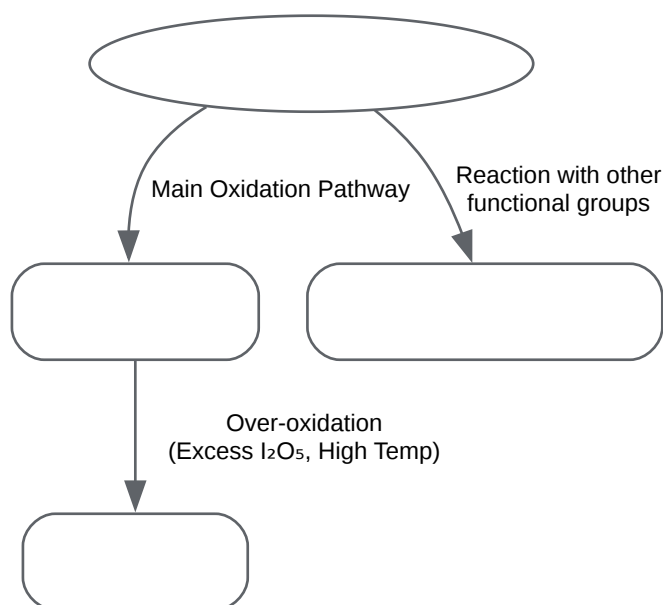 Main Oxidation Pathway
Reaction with other
functional groups
Over-oxidation
(Excess I₂O₅, High Temp)